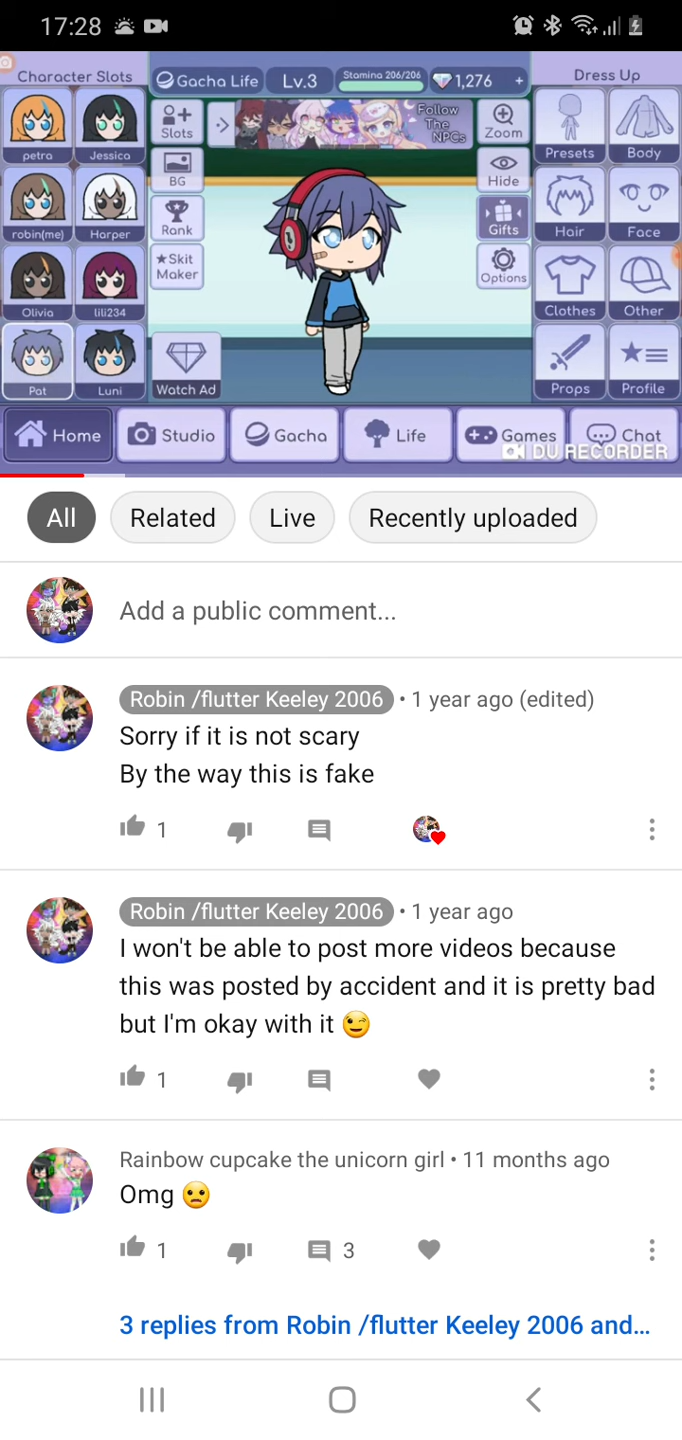 17:28
Character Slots
Gacha Life
Lv.3
Stamina 206/206
1,276
+
Dress Up
petra
Jessica
Slots
Follow
The
NPCs
Zoom
Presets
Body
BG
Hide
robin(me)
Harper
Rank
Gifts
Hair
Face
★Skit
Maker
Options
Olivia
lili234
Clothes
Other
Pat
Luni
Watch Ad
Props
Profile
Home
Studio
Gacha
Life
Games
Chat
DU RECORDER
All
Related
Live
Recently uploaded
Add a public comment...
Robin /flutter Keeley 2006 • 1 year ago (edited)
Sorry if it is not scary
By the way this is fake
1
Robin /flutter Keeley 2006 • 1 year ago
I won't be able to post more videos because
this was posted by accident and it is pretty bad
but I'm okay with it 😉
1
Rainbow cupcake the unicorn girl • 11 months ago
Omg 😦
1
3
3 replies from Robin /flutter Keeley 2006 and...